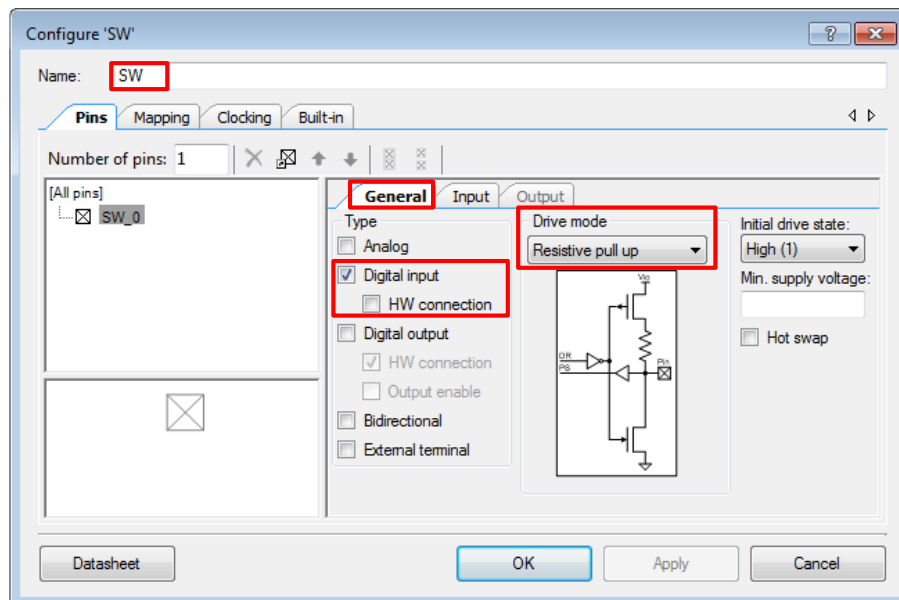 Configure 'SW'
Name: SW
Pins Mapping Clocking Built-in
Number of pins: 1
[All pins]
SW_0
General Input Output
Type
Analog
Digital input
HW connection
Digital output
HW connection
Output enable
Bidirectional
External terminal
Drive mode
Resistive pull up
Vio
DR
PS
Pin
Initial drive state:
High (1)
Min. supply voltage:
Hot swap
Datasheet OK Apply Cancel